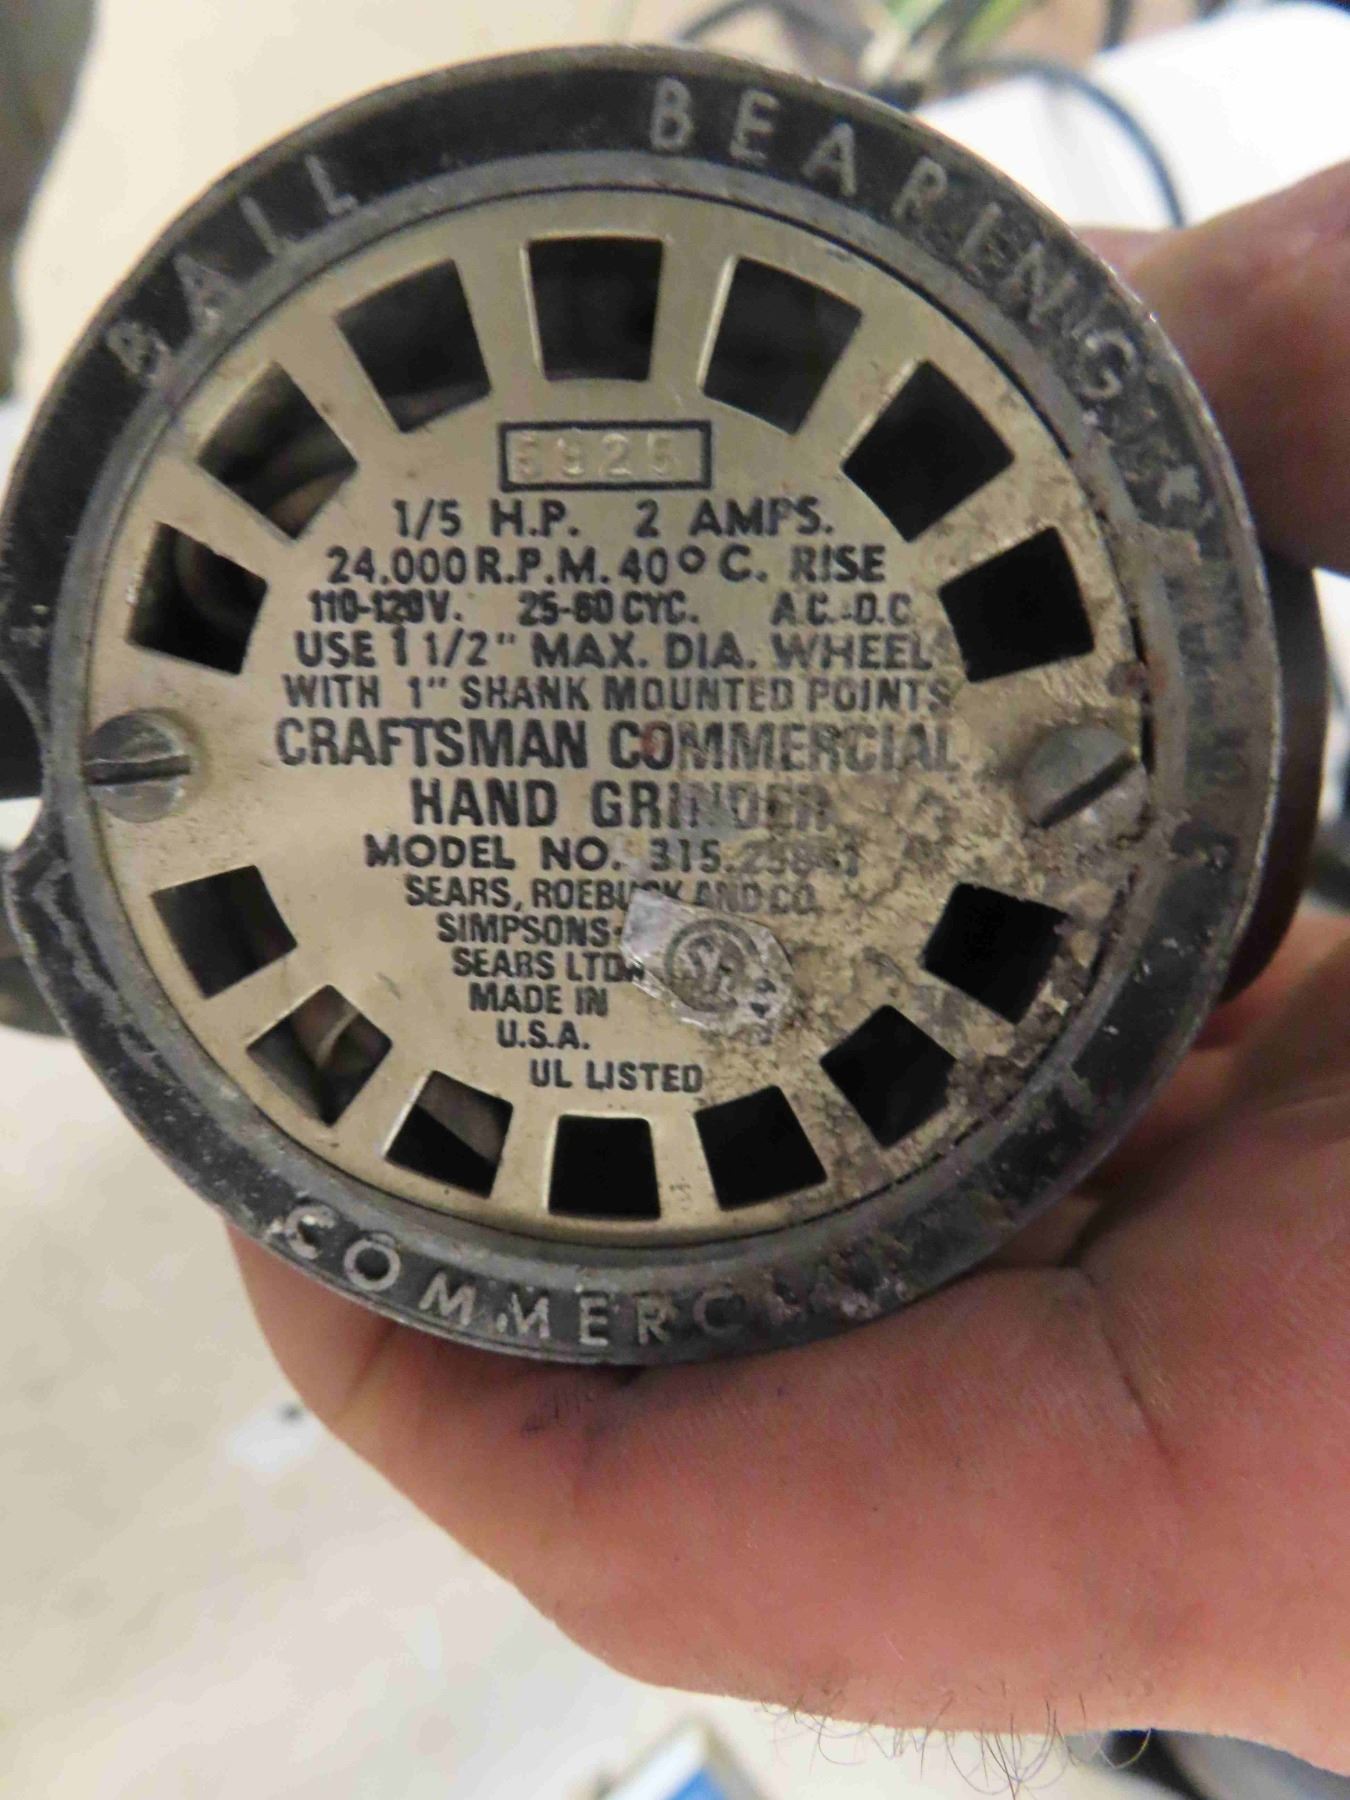 BALL BEARING
5925
1/5 H.P. 2 AMPS.
24.000 R.P.M. 40° C. RISE
110-120V. 25-60 CYC. A.C.-D.C.
USE 1 1/2" MAX. DIA. WHEEL
WITH 1" SHANK MOUNTED POINTS
CRAFTSMAN COMMERCIAL
HAND GRINDER
MODEL NO. 315.
SEARS, ROEBUCK AND CO.
SIMPSONS-
SEARS LTD.
MADE IN
U.S.A.
UL LISTED
COMMERCIAL